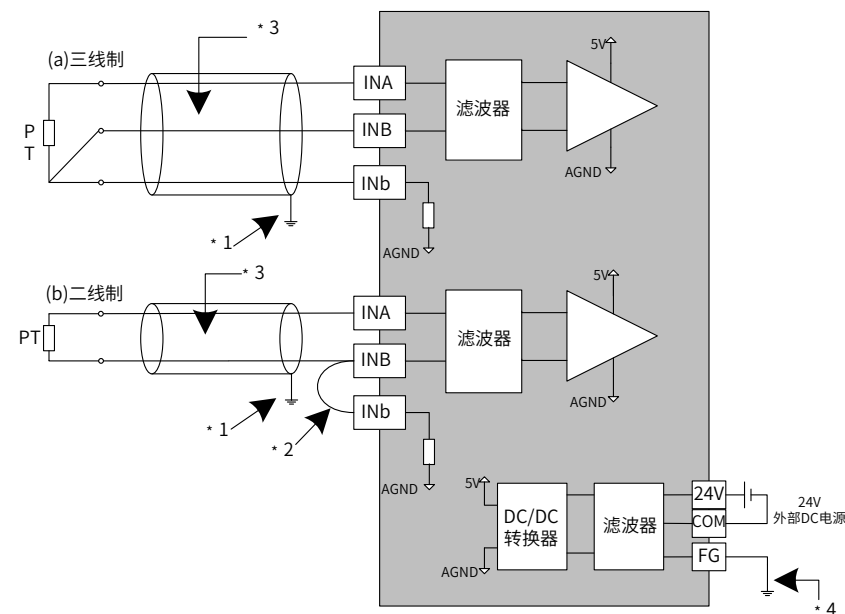 * 3
(a)三线制
P
T
INA
INB
INb
滤波器
5V
AGND
AGND
* 1
* 3
(b)二线制
PT
INA
INB
INb
滤波器
5V
AGND
AGND
* 1
* 2
5V
AGND
DC/DC
转换器
滤波器
24V
COM
FG
24V
外部DC电源
* 4